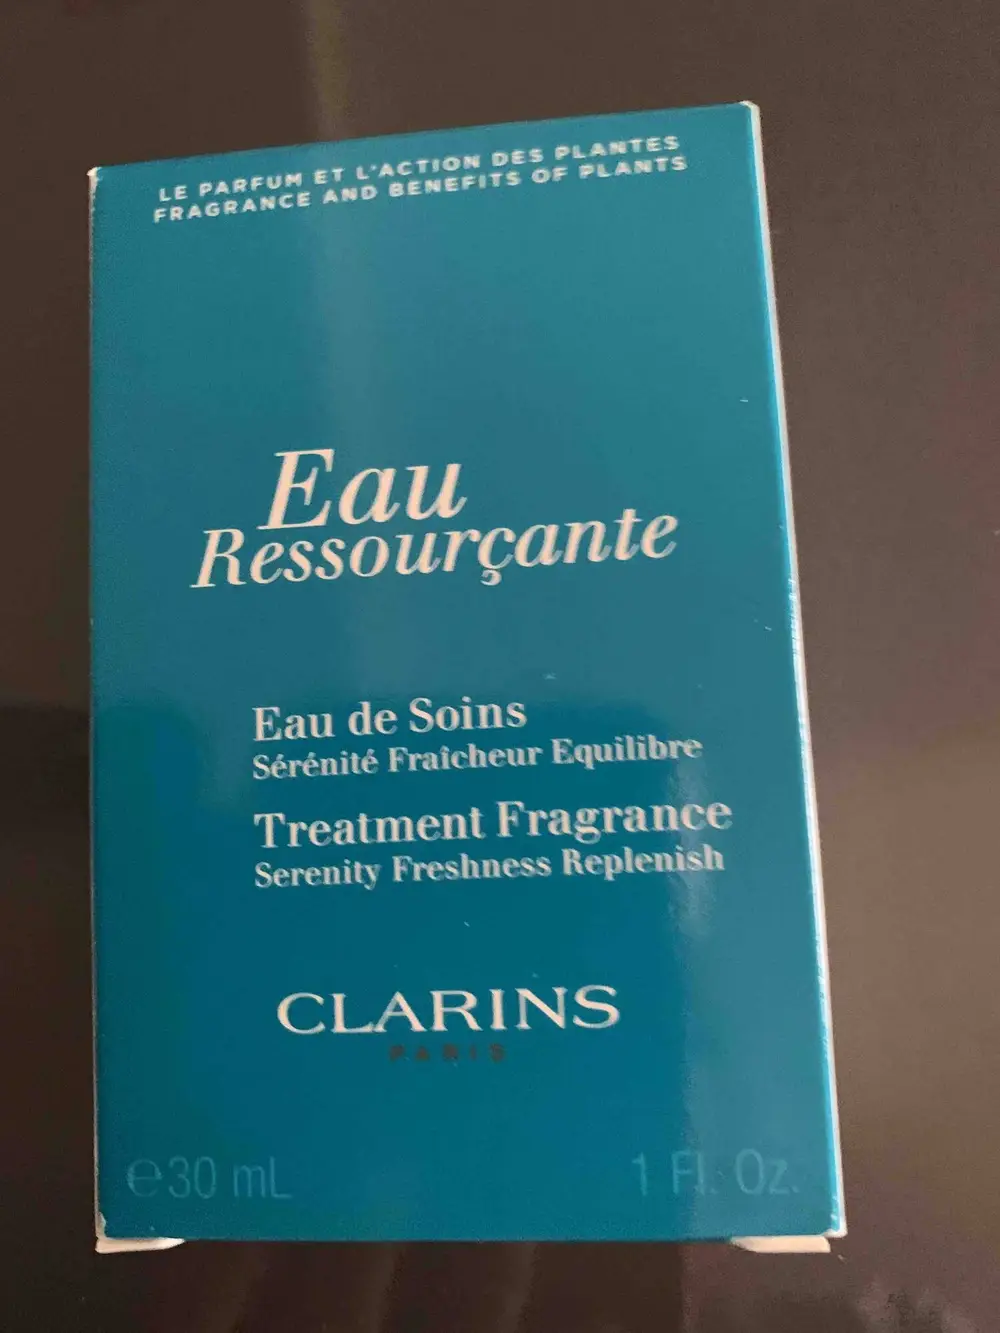 LE PARFUM ET L'ACTION DES PLANTES
FRAGRANCE AND BENEFITS OF PLANTS
Eau
Ressourçante
Eau de Soins
Sérénité Fraîcheur Equilibre
Treatment Fragrance
Serenity Freshness Replenish
CLARINS
PARIS
℮30 mL
1 Fl. Oz.